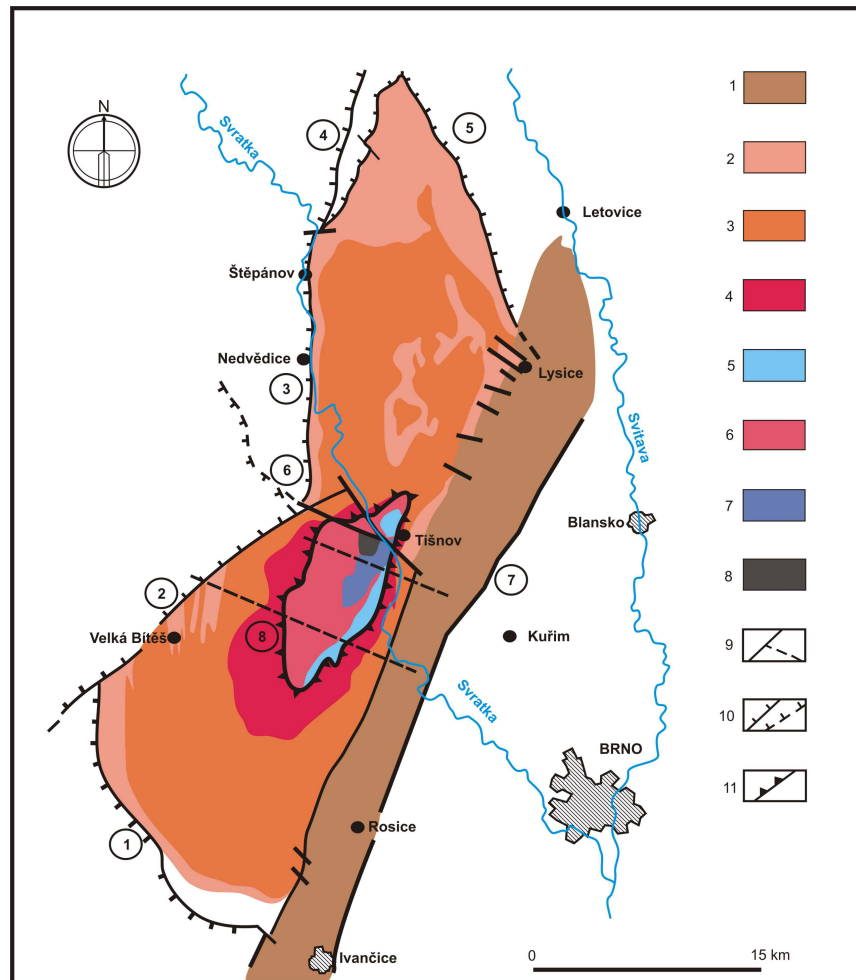 N
Svratka
4
5
Letovice
Štěpánov
Nedvědice
3
Lysice
Svitava
6
Blansko
Tišnov
7
2
Velká Bítěš
8
Kuřim
Svratka
BRNO
1
Rosice
Ivančice
0 15 km
1
2
3
4
5
6
7
8
9
10
11